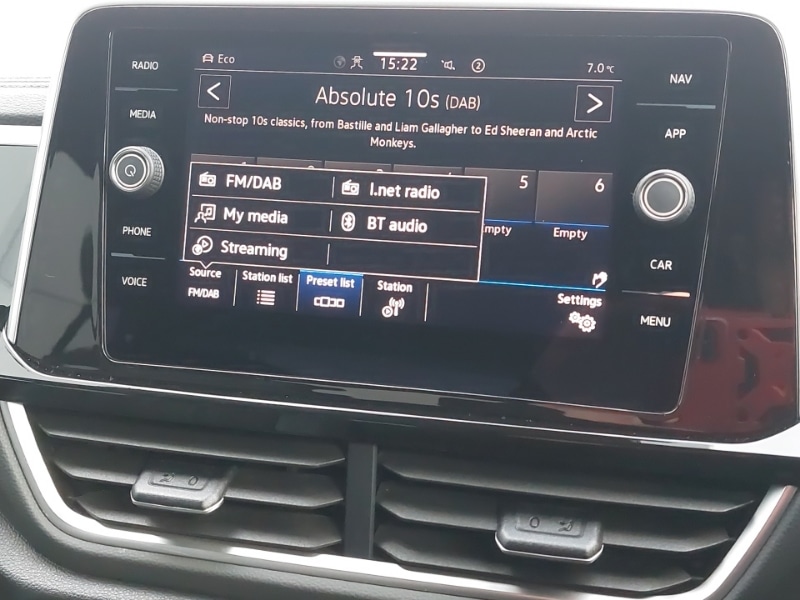 RADIO
MEDIA
PHONE
VOICE
Eco
15:22
2
7.0 °C
<
Absolute 10s (DAB)
>
Non-stop 10s classics, from Bastille and Liam Gallagher to Ed Sheeran and Arctic
Monkeys.
5
6
Empty
FM/DAB
I.net radio
My media
BT audio
Streaming
Source
FM/DAB
Station list
Preset list
Station
Settings
NAV
APP
CAR
MENU